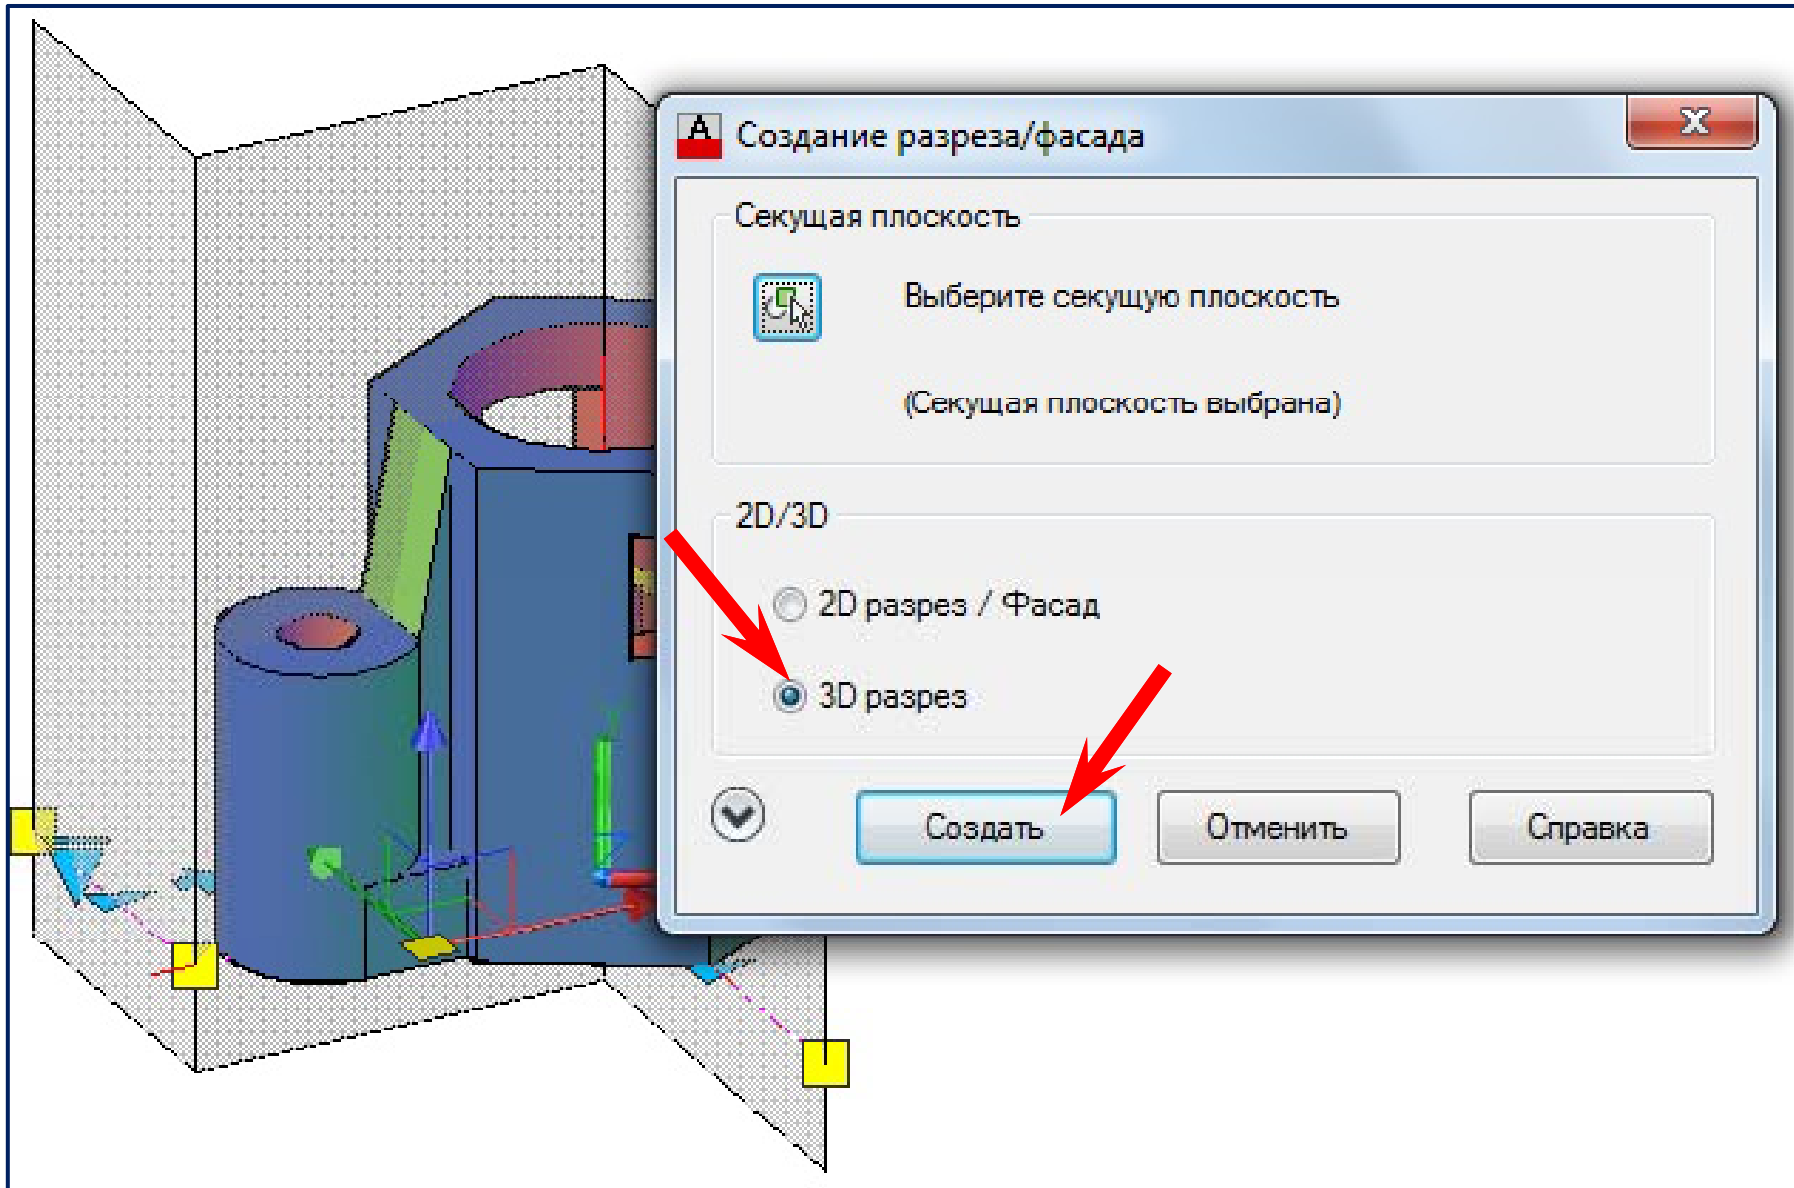 Создание разреза/фасада
Секущая плоскость
Выберите секущую плоскость
(Секущая плоскость выбрана)
2D/3D
2D разрез / Фасад
3D разрез
Создать
Отменить
Справка